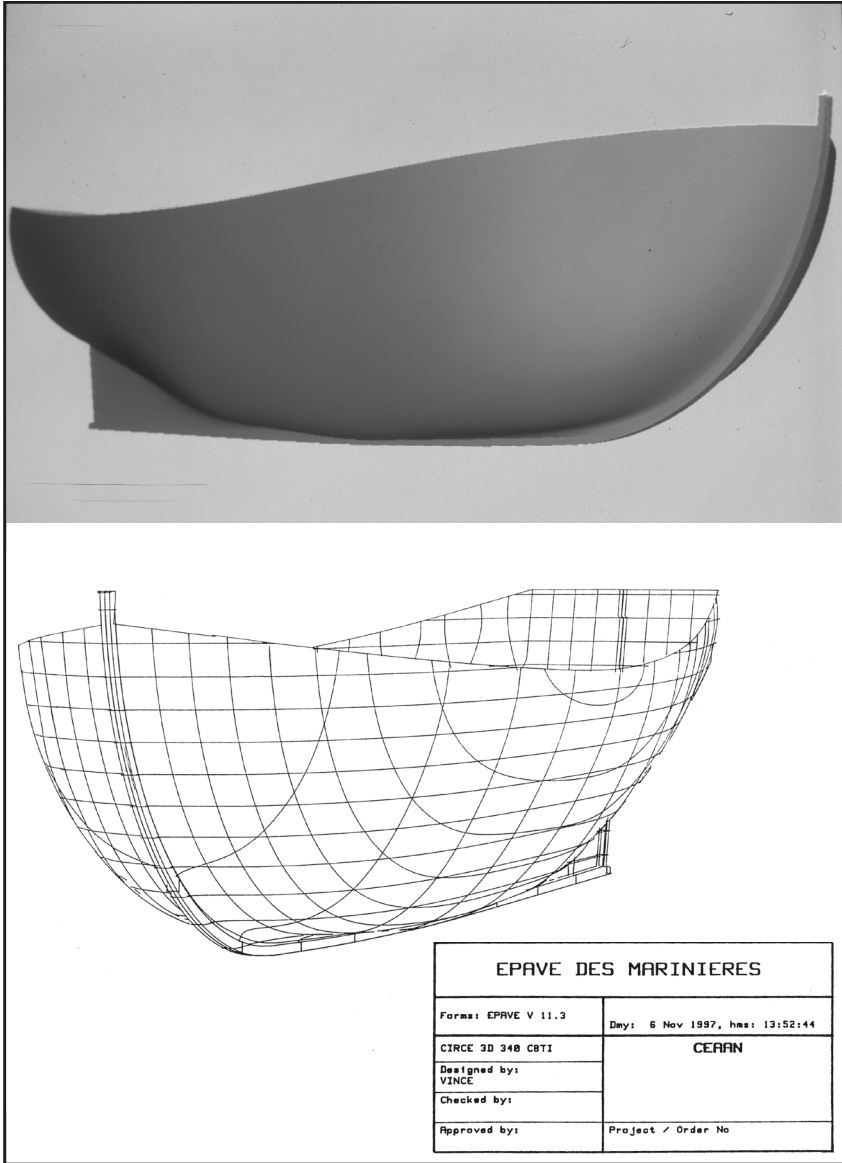 EPAVE DES MARINIERES
Forms: EPAVE V 11.3
Dmy: 6 Nov 1997, hms: 13:52:44
CIRCE 3D 340 CBTI
CERAN
Designed by:
VINCE
Checked by:
Approved by:
Project / Order No